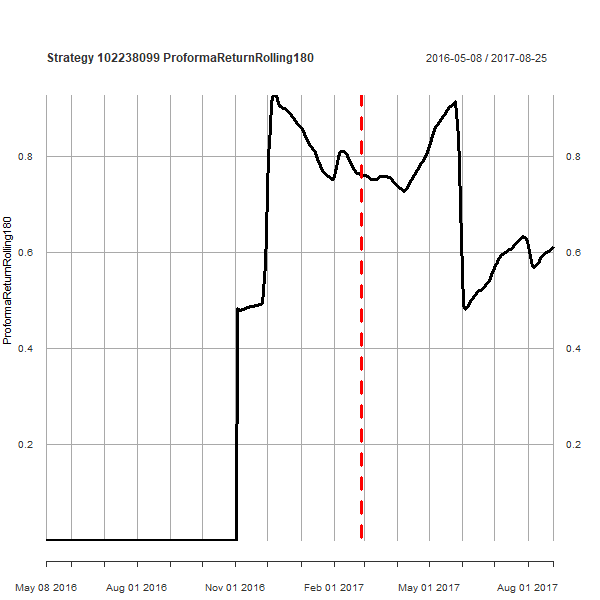 Strategy 102238099 ProformaReturnRolling180
2016-05-08 / 2017-08-25
ProformaReturnRolling180
0.8
0.8
0.6
0.6
0.4
0.4
0.2
0.2
May 08 2016
Aug 01 2016
Nov 01 2016
Feb 01 2017
May 01 2017
Aug 01 2017